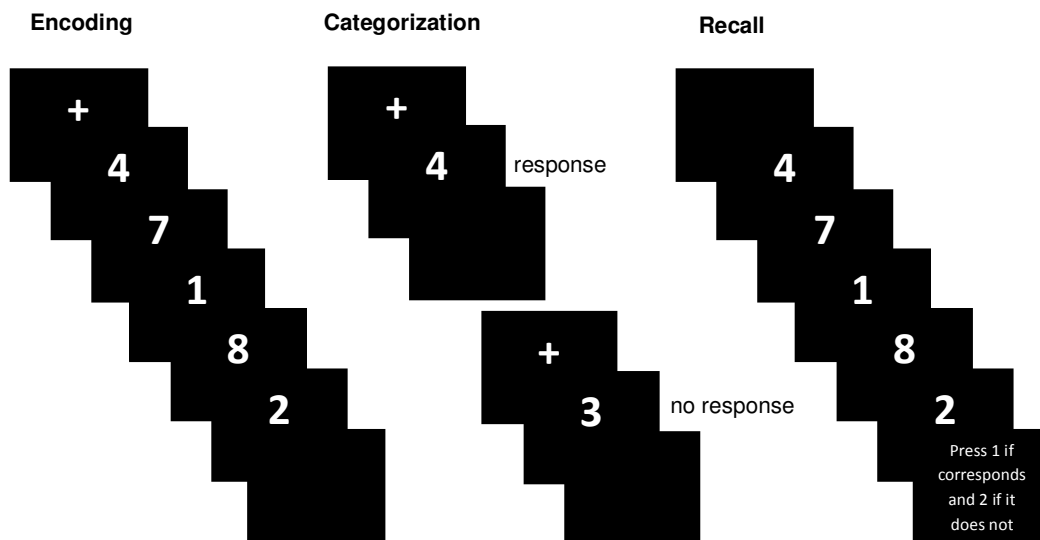 Encoding
+
4
7
1
8
2
Categorization
+
4
response
+
3
no response
Recall
4
7
1
8
2
Press 1 if
corresponds
and 2 if it
does not